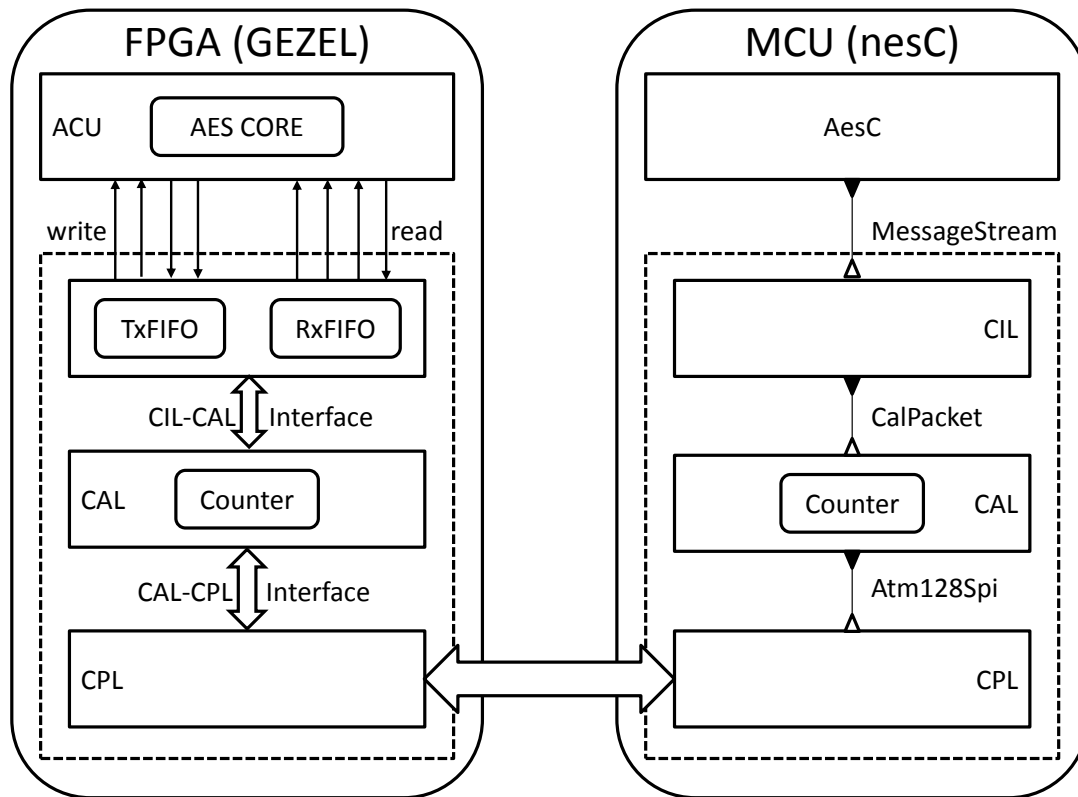 FPGA (GEZEL)
ACU
AES CORE
write
read
TxFIFO
RxFIFO
CIL-CAL Interface
CAL
Counter
CAL-CPL Interface
CPL
MCU (nesC)
AesC
MessageStream
CIL
CalPacket
Counter
CAL
Atm128Spi
CPL